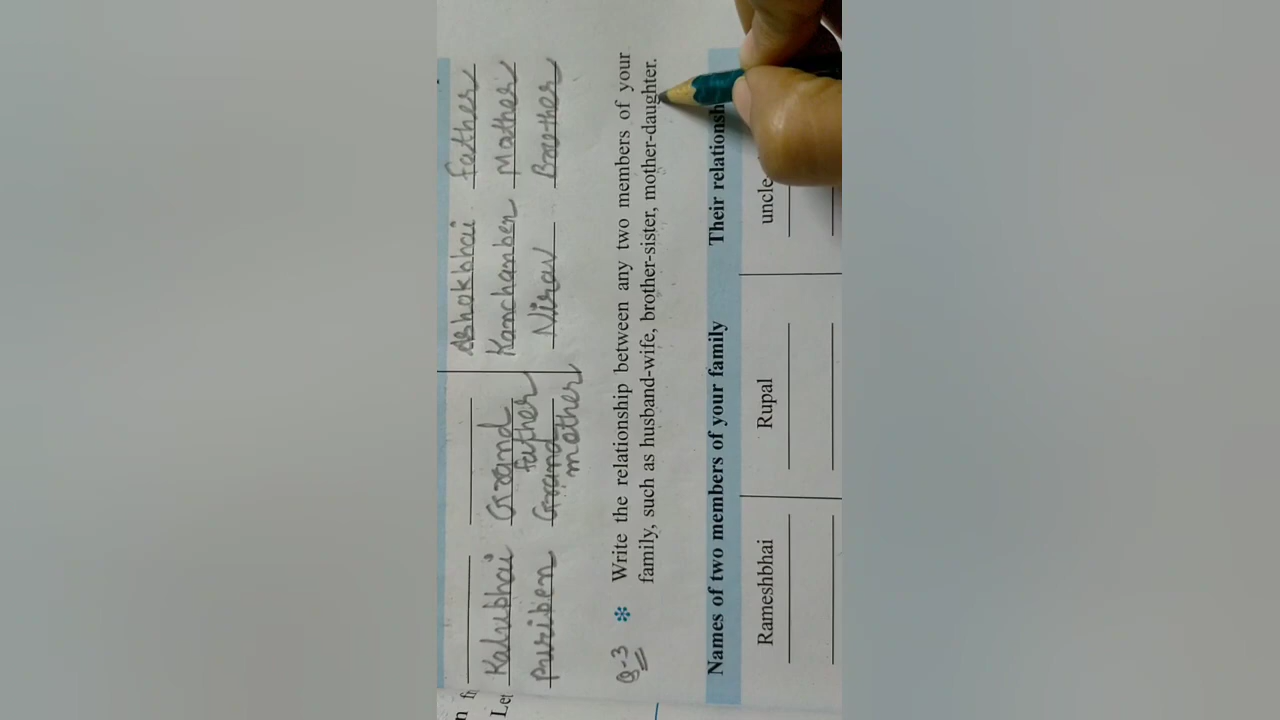 Ashokbhai Father
Kalubhai Grand father Kanchanben Mother
Puriben Grand mother Nirav Brother
Q-3 * Write the relationship between any two members of your
family, such as husband-wife, brother-sister, mother-daughter.
Names of two members of your family Their relationsh
Rameshbhai Rupal uncle